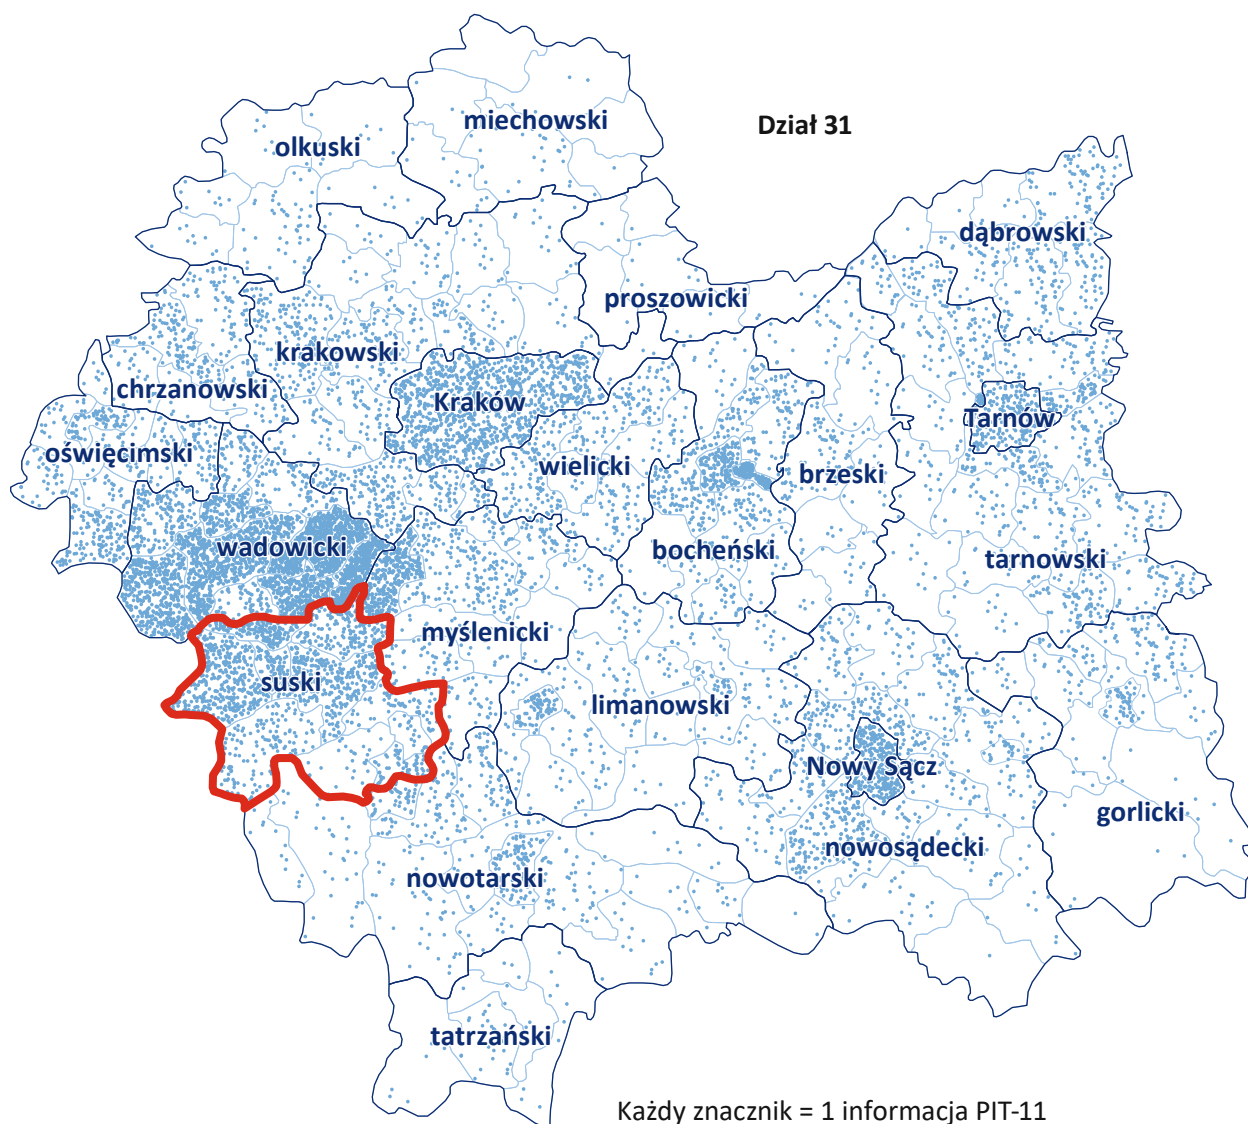 Dział 31
miechowski
olkuski
dąbrowski
proszowicki
krakowski
chrzanowski
Kraków
Tarnów
oświęcimski
wielicki
brzeski
wadowicki
bocheński
tarnowski
myślenicki
suski
limanowski
Nowy Sącz
gorlicki
nowosądecki
nowotarski
tatrzański
Każdy znacznik = 1 informacja PIT-11